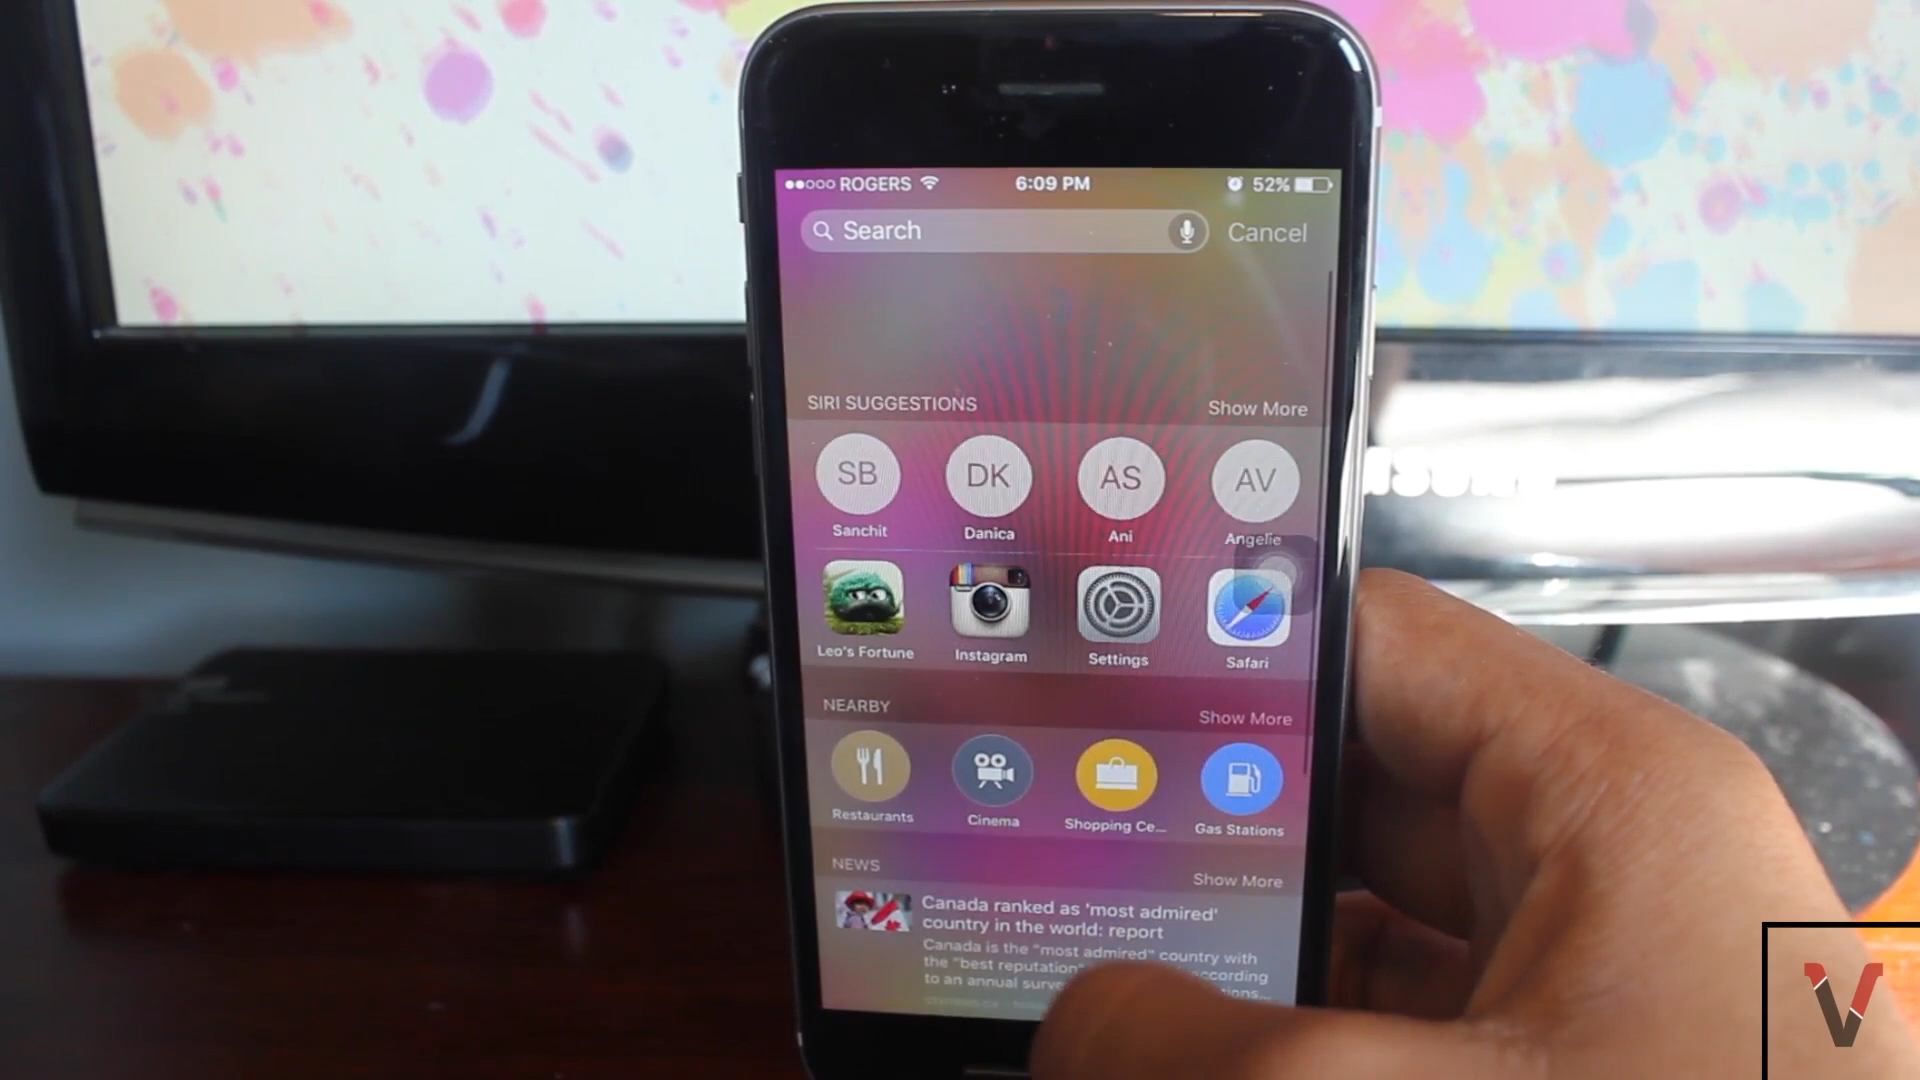 ROGERS 6:09 PM 52%
Search Cancel
SIRI SUGGESTIONS Show More
SB DK AS AV
Sanchit Danica Ani Angelie
Leo's Fortune Instagram Settings Safari
NEARBY Show More
Restaurants Cinema Shopping Ce... Gas Stations
NEWS Show More
Canada ranked as 'most admired'
country in the world: report
Canada is the "most admired" country with
the "best reputation" according
to an annual
V